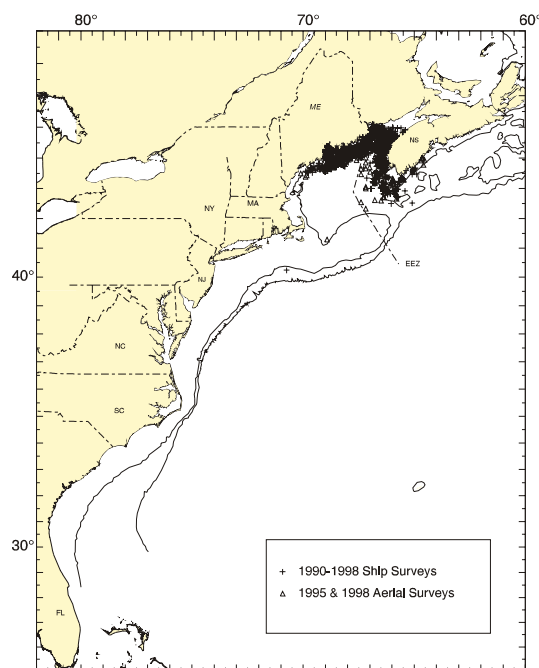 80° 70° 60°
ME
NS
NY MA
EEZ
NJ
40°
NC
SC
30°
+ 1990-1998 Ship Surveys
△ 1995 & 1998 Aerial Surveys
FL